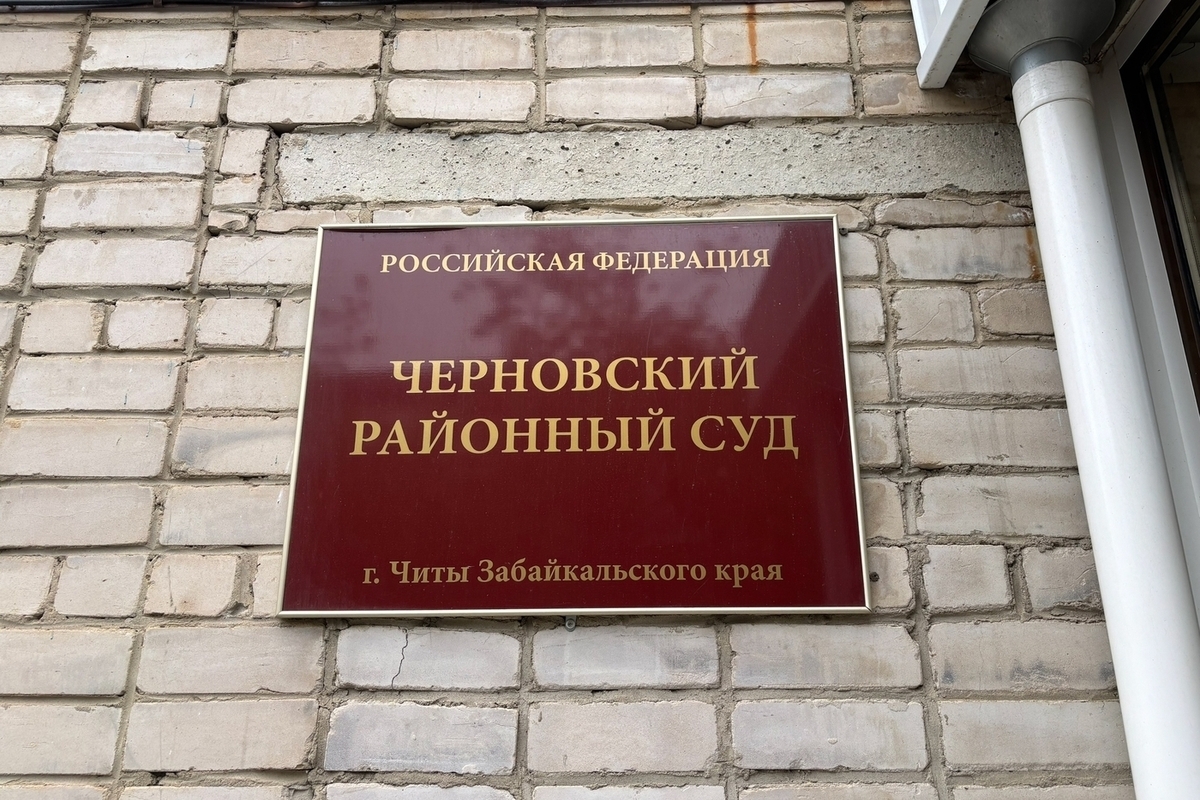 РОССИЙСКАЯ ФЕДЕРАЦИЯ
ЧЕРНОВСКИЙ
РАЙОННЫЙ СУД
г. Читы Забайкальского края